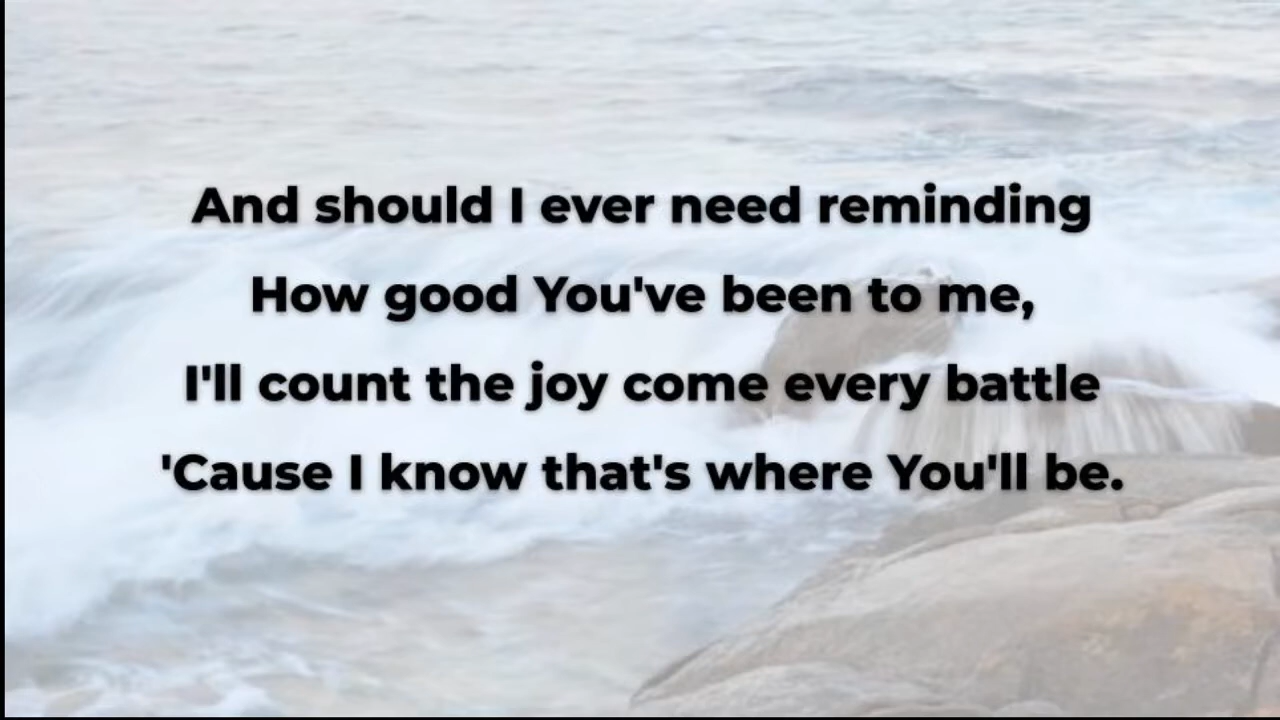 And should I ever need reminding
How good You've been to me,
I'll count the joy come every battle
'Cause I know that's where You'll be.